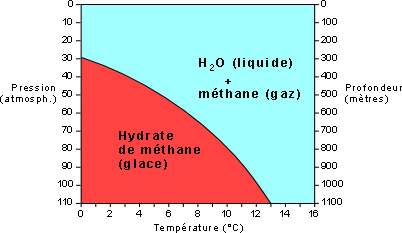 0
10
20
30
40
50
60
70
80
90
100
110
Pression
(atmosph.)
H2O (liquide)
+
méthane (gaz)
Hydrate
de méthane
(glace)
0
100
200
300
400
500
600
700
800
900
1000
1100
Profondeur
(mètres)
0 2 4 6 8 10 12 14 16
Température (°C)